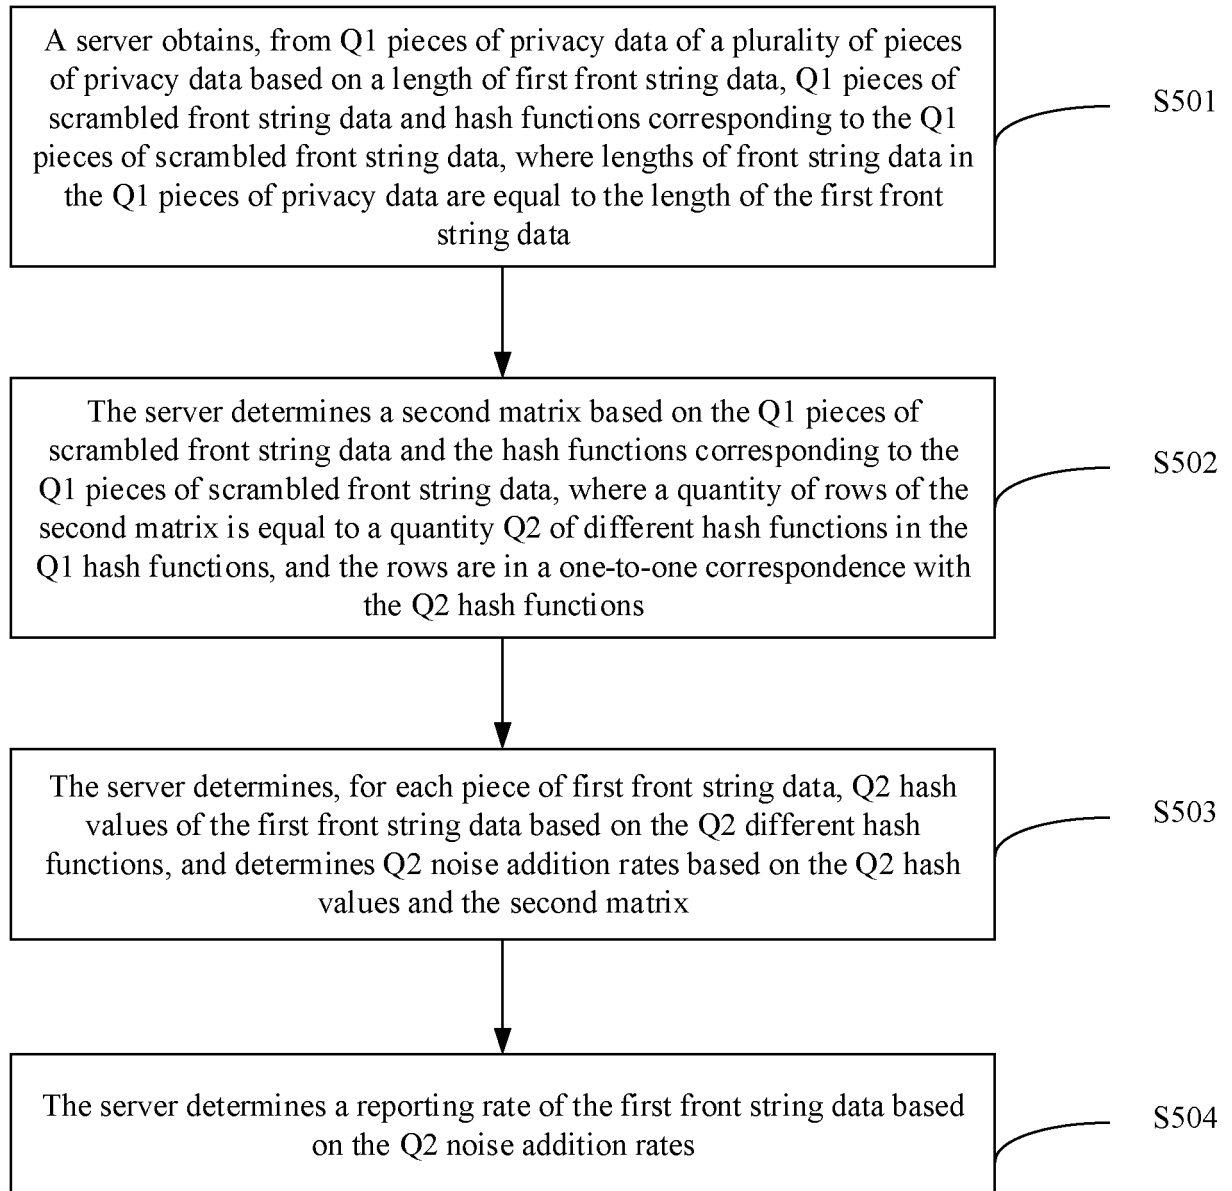 A server obtains, from Q1 pieces of privacy data of a plurality of pieces
of privacy data based on a length of first front string data, Q1 pieces of
scrambled front string data and hash functions corresponding to the Q1
pieces of scrambled front string data, where lengths of front string data in
the Q1 pieces of privacy data are equal to the length of the first front
string data
S501
The server determines a second matrix based on the Q1 pieces of
scrambled front string data and the hash functions corresponding to the
Q1 pieces of scrambled front string data, where a quantity of rows of the
second matrix is equal to a quantity Q2 of different hash functions in the
Q1 hash functions, and the rows are in a one-to-one correspondence with
the Q2 hash functions
S502
The server determines, for each piece of first front string data, Q2 hash
values of the first front string data based on the Q2 different hash
functions, and determines Q2 noise addition rates based on the Q2 hash
values and the second matrix
S503
The server determines a reporting rate of the first front string data based
on the Q2 noise addition rates
S504